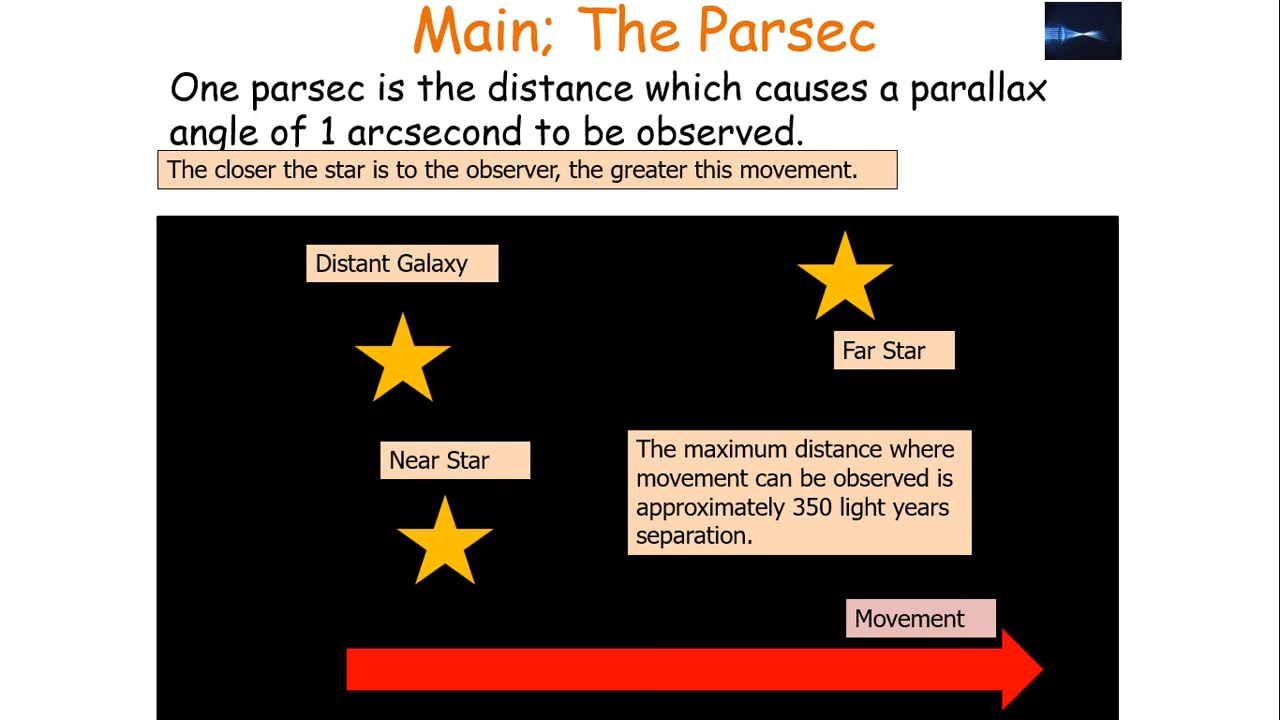 Main; The Parsec
One parsec is the distance which causes a parallax
angle of 1 arcsecond to be observed.
The closer the star is to the observer, the greater this movement.
Distant Galaxy
Far Star
Near Star
The maximum distance where
movement can be observed is
approximately 350 light years
separation.
Movement